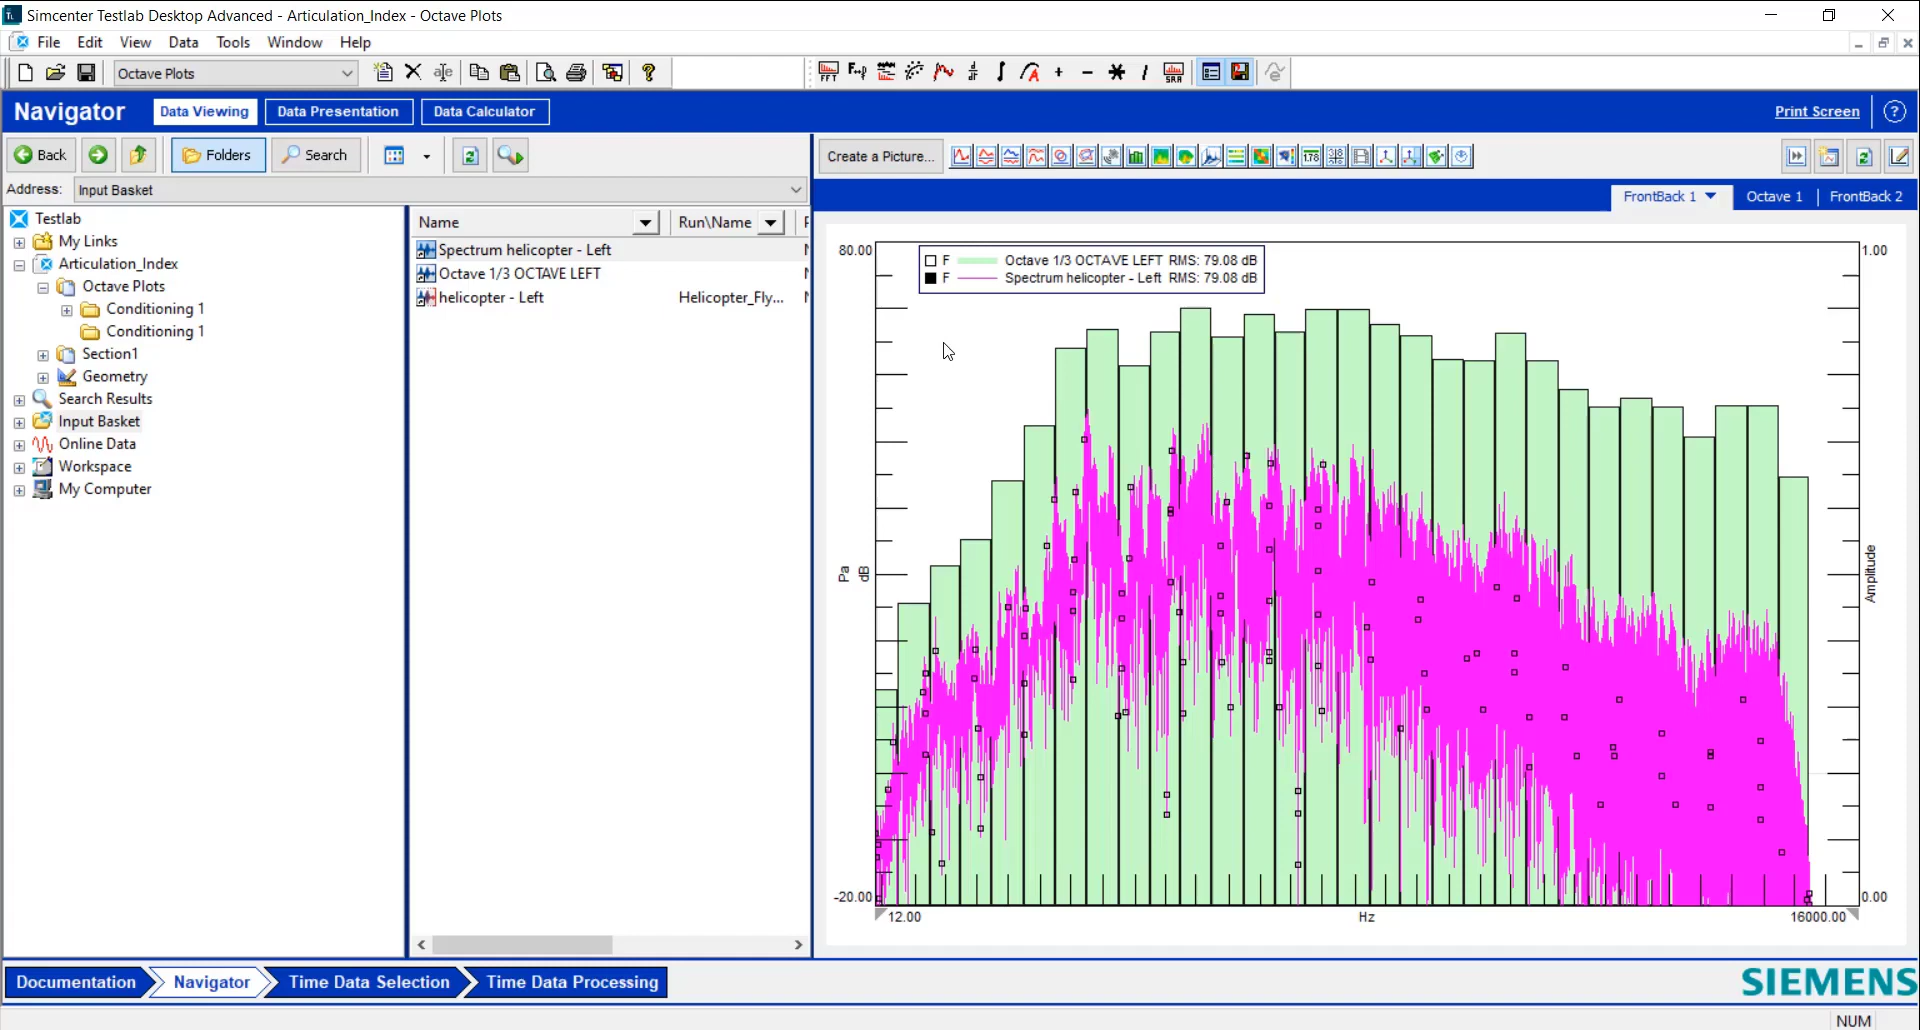 Simcenter Testlab Desktop Advanced - Articulation_Index - Octave Plots
File Edit View Data Tools Window Help
Octave Plots
Navigator Data Viewing Data Presentation Data Calculator Print Screen
Back Folders Search
Create a Picture...
Address: Input Basket
FrontBack 1 Octave 1 FrontBack 2
Testlab
My Links
Articulation_Index
Octave Plots
Conditioning 1
Conditioning 1
Section1
Geometry
Search Results
Input Basket
Online Data
Workspace
My Computer
Name Run\Name
Spectrum helicopter - Left
Octave 1/3 OCTAVE LEFT
helicopter - Left Helicopter_Fly...
80.00
1.00
F Octave 1/3 OCTAVE LEFT RMS: 79.08 dB
F Spectrum helicopter - Left RMS: 79.08 dB
Pa
dB
Amplitude
-20.00
0.00
12.00 Hz 16000.00
Documentation Navigator Time Data Selection Time Data Processing
SIEMENS
NUM